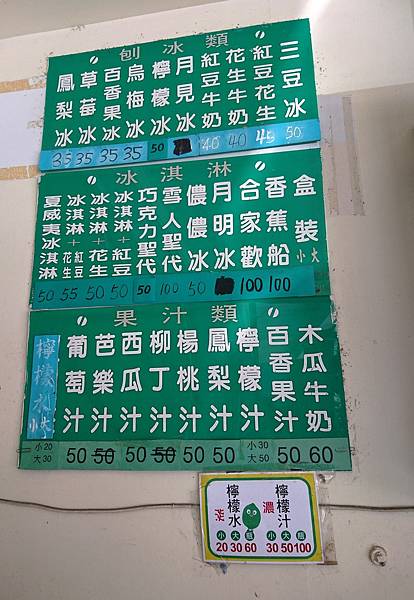 刨冰類
鳳梨冰
草莓冰
百香果冰
烏梅冰
檸檬冰
月見冰
紅豆牛奶
花生牛奶
紅豆花生
三豆冰
35 35 35 35 50 40 40 45 50
冰淇淋
夏威夷冰淇淋
冰淇淋+花生紅豆
冰淇淋+花生
冰淇淋+紅豆
巧克力聖代
雪人聖代
儂儂冰
月明冰
合家歡
香蕉船
盒裝小大
50 55 50 50 50 100 50 100 100
果汁類
檸檬水小大
葡萄汁
芭樂汁
西瓜汁
柳丁汁
楊桃汁
鳳梨汁
檸檬汁
百香果汁
木瓜牛奶
小20 大30 50 50 50 50 50 50 小30 大50 50 60
淡
檸檬水
濃
檸檬汁
小 大 瓶 小 大 瓶
20 30 60 30 50 100